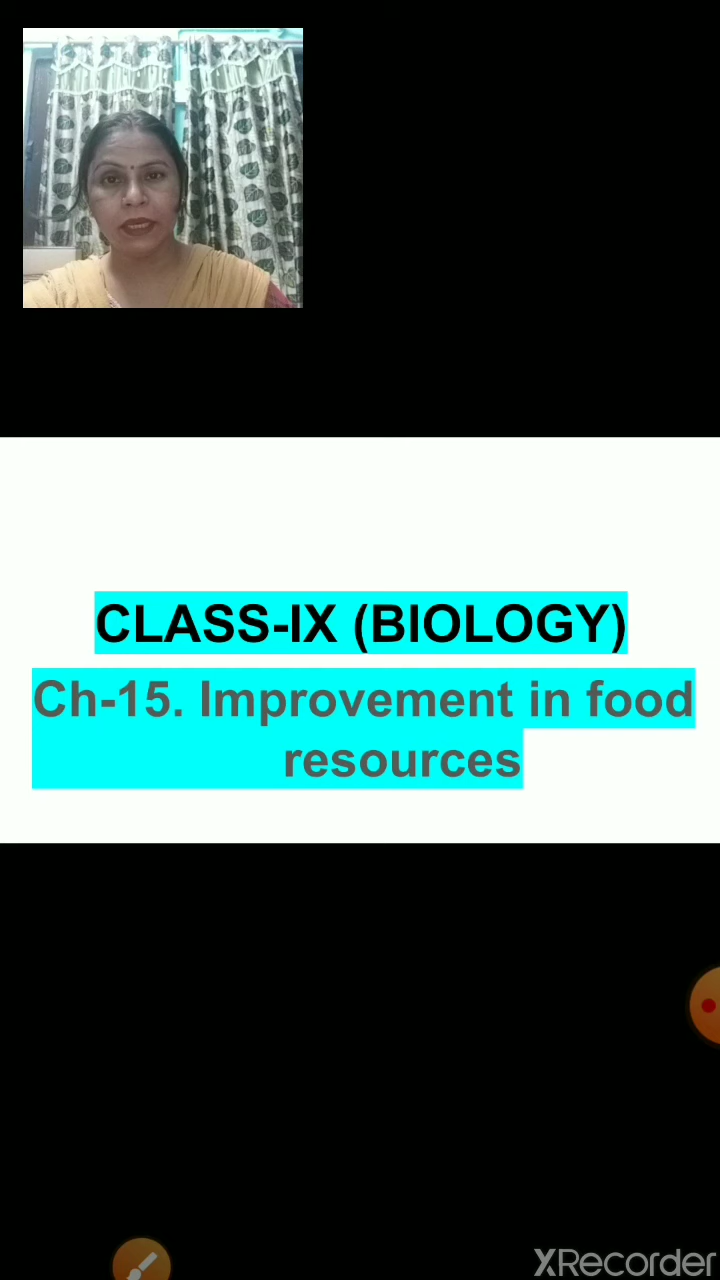 CLASS-IX (BIOLOGY)
Ch-15. Improvement in food
resources
XRecorder